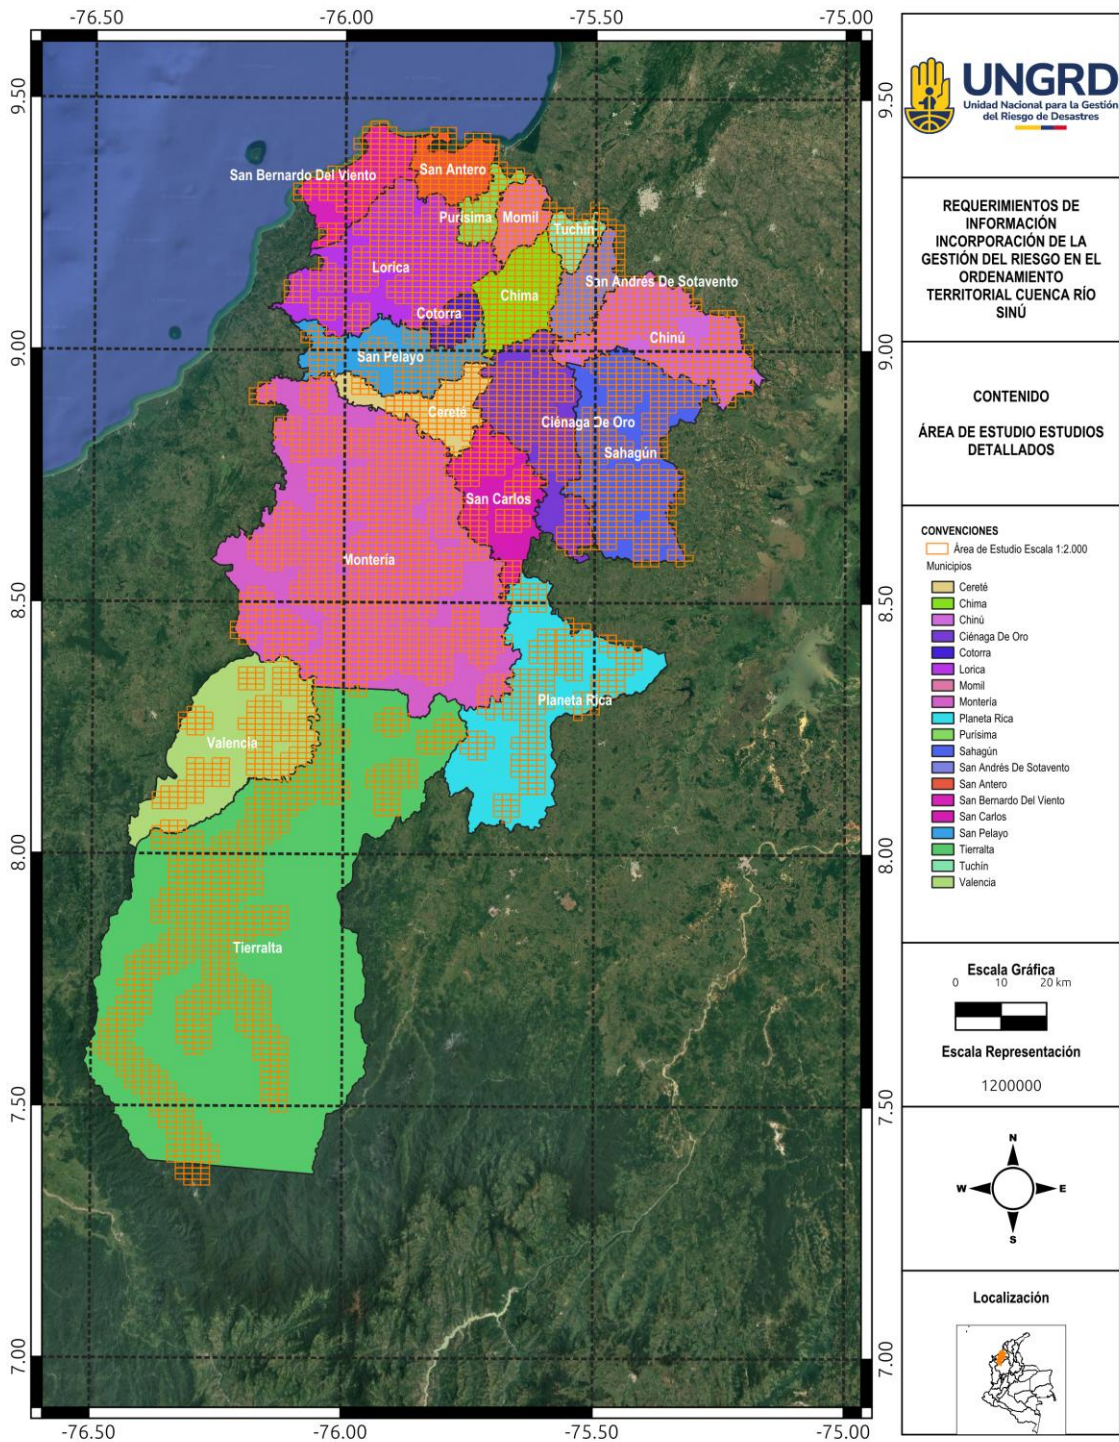 -76.50
-76.00
-75.50
-75.00
9.50
9.00
8.50
8.00
7.50
7.00
9.50
9.00
8.50
8.00
7.50
7.00
-76.50
-76.00
-75.50
-75.00
San Bernardo Del Viento
San Antero
Purísima
Momil
Tuchín
Lorica
San Andrés De Sotavento
Chima
Cotorra
Chinú
San Pelayo
Cereté
Ciénaga De Oro
Sahagún
San Carlos
Montería
Planeta Rica
Valencia
Tierralta
UNGRD
Unidad Nacional para la Gestión
del Riesgo de Desastres
REQUERIMIENTOS DE
INFORMACIÓN
INCORPORACIÓN DE LA
GESTIÓN DEL RIESGO EN EL
ORDENAMIENTO
TERRITORIAL CUENCA RÍO
SINÚ
CONTENIDO
ÁREA DE ESTUDIO ESTUDIOS
DETALLADOS
CONVENCIONES
Área de Estudio Escala 1:2.000
Municipios
Cereté
Chima
Chinú
Ciénaga De Oro
Cotorra
Lorica
Momil
Montería
Planeta Rica
Purísima
Sahagún
San Andrés De Sotavento
San Antero
San Bernardo Del Viento
San Carlos
San Pelayo
Tierralta
Tuchín
Valencia
Escala Gráfica
0 10 20 km
Escala Representación
1200000
N
W E
S
Localización